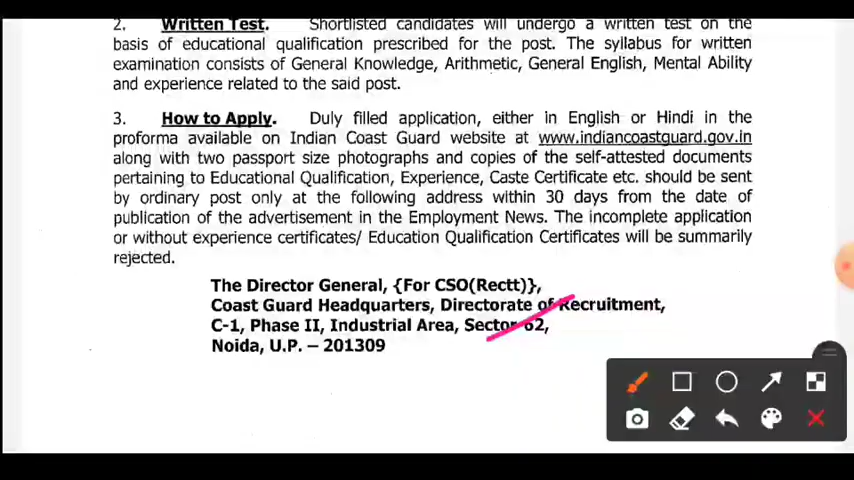 2. Written Test. Shortlisted candidates will undergo a written test on the
basis of educational qualification prescribed for the post. The syllabus for written
examination consists of General Knowledge, Arithmetic, General English, Mental Ability
and experience related to the said post.
3. How to Apply. Duly filled application, either in English or Hindi in the
proforma available on Indian Coast Guard website at www.indiancoastguard.gov.in
along with two passport size photographs and copies of the self-attested documents
pertaining to Educational Qualification, Experience, Caste Certificate etc. should be sent
by ordinary post only at the following address within 30 days from the date of
publication of the advertisement in the Employment News. The incomplete application
or without experience certificates/ Education Qualification Certificates will be summarily
rejected.
The Director General, {For CSO(Rectt)},
Coast Guard Headquarters, Directorate of Recruitment,
C-1, Phase II, Industrial Area, Sector 62,
Noida, U.P. – 201309